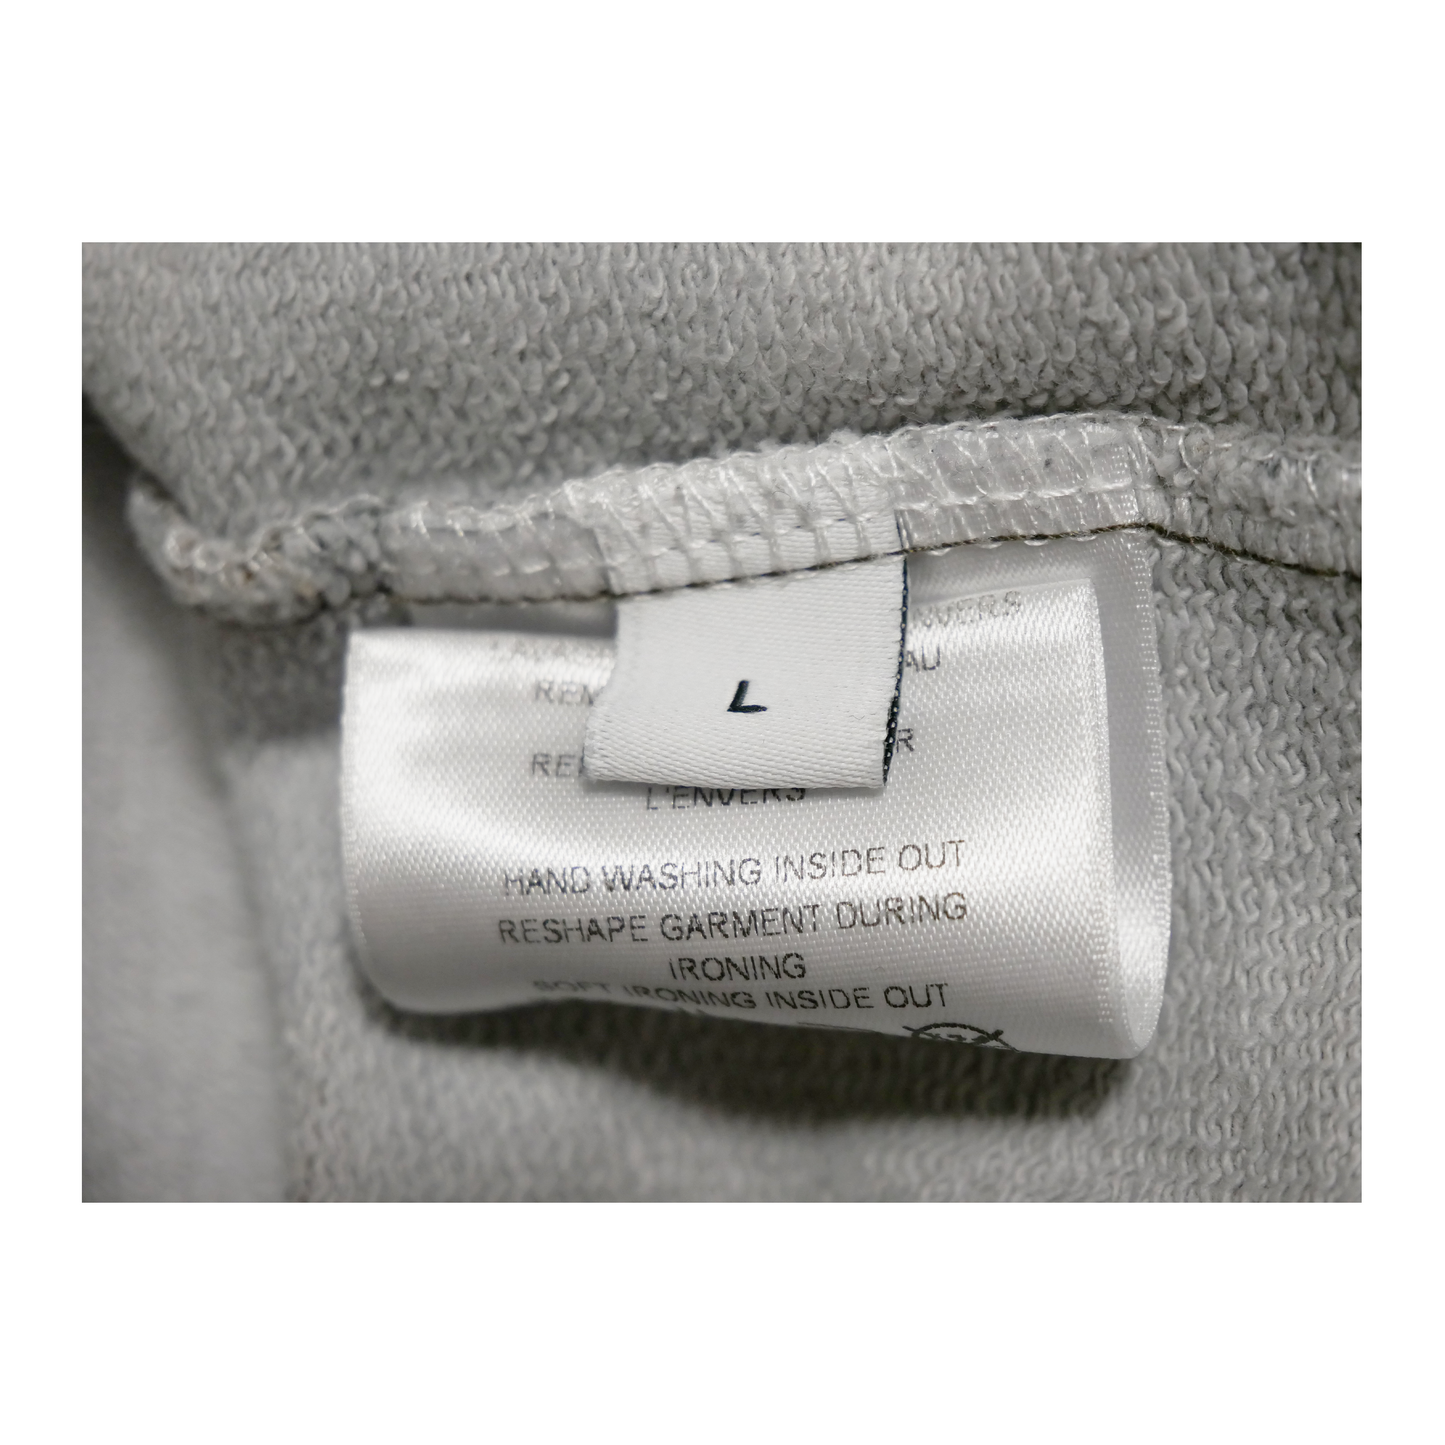 L
L'ENVERS
HAND WASHING INSIDE OUT
RESHAPE GARMENT DURING
IRONING
SOFT IRONING INSIDE OUT